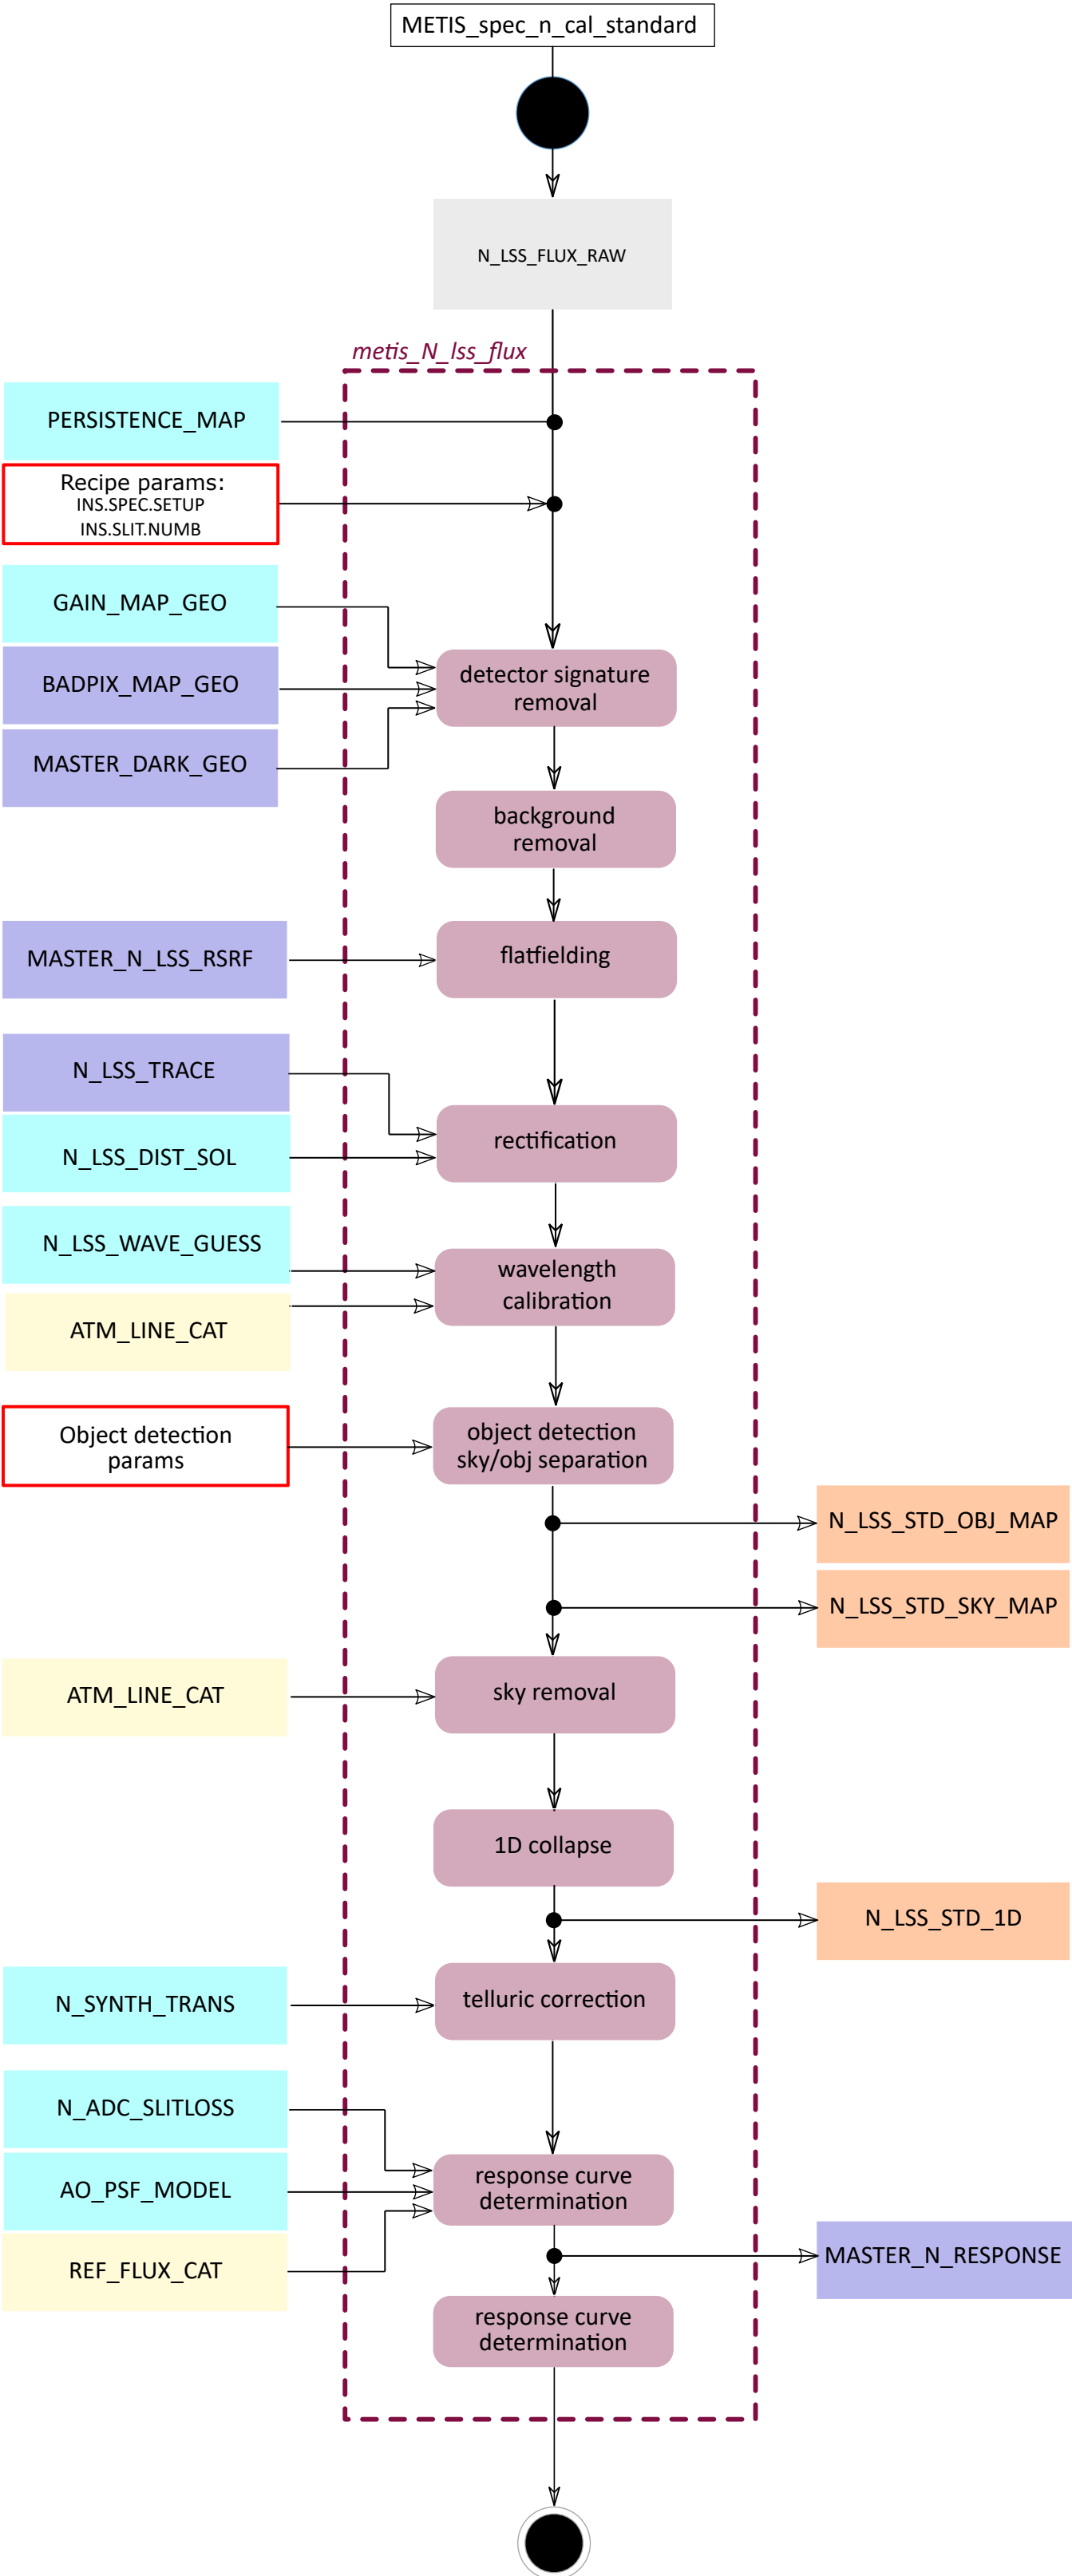 METIS_spec_n_cal_standard
N_LSS_FLUX_RAW
metis_N_lss_flux
PERSISTENCE_MAP
Recipe params:
INS.SPEC.SETUP
INS.SLIT.NUMB
GAIN_MAP_GEO
BADPIX_MAP_GEO
MASTER_DARK_GEO
detector signature
removal
background
removal
MASTER_N_LSS_RSRF
flatfielding
N_LSS_TRACE
N_LSS_DIST_SOL
rectification
N_LSS_WAVE_GUESS
ATM_LINE_CAT
wavelength
calibration
Object detection
params
object detection
sky/obj separation
N_LSS_STD_OBJ_MAP
N_LSS_STD_SKY_MAP
ATM_LINE_CAT
sky removal
1D collapse
N_LSS_STD_1D
N_SYNTH_TRANS
telluric correction
N_ADC_SLITLOSS
AO_PSF_MODEL
REF_FLUX_CAT
response curve
determination
MASTER_N_RESPONSE
response curve
determination